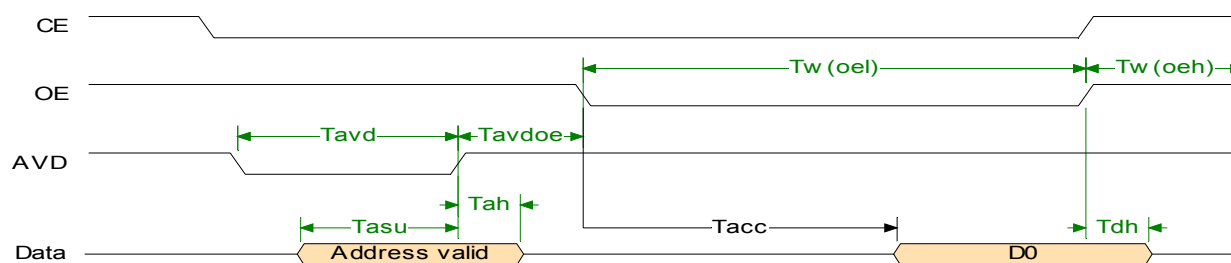 CE
Tw (oel) Tw (oeh)
OE
Tavd Tavdoe
AVD
Tah
Tasu Tacc Tdh
Data Address valid D0